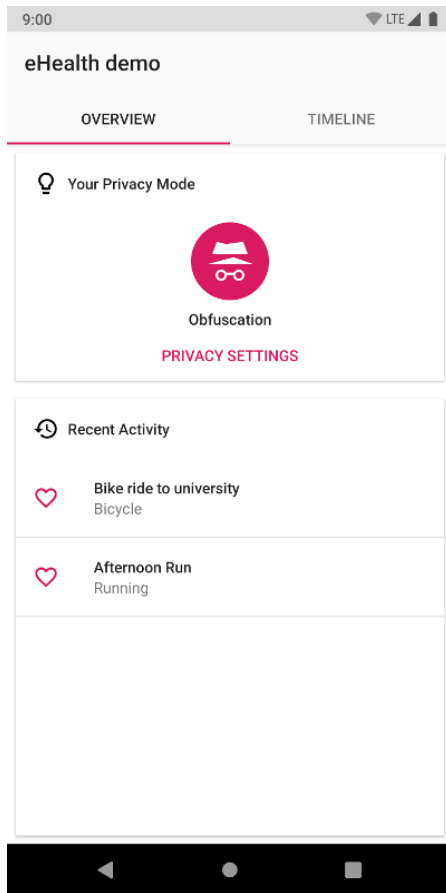 9:00 LTE
eHealth demo
OVERVIEW TIMELINE
Your Privacy Mode
Obfuscation
PRIVACY SETTINGS
Recent Activity
Bike ride to university
Bicycle
Afternoon Run
Running